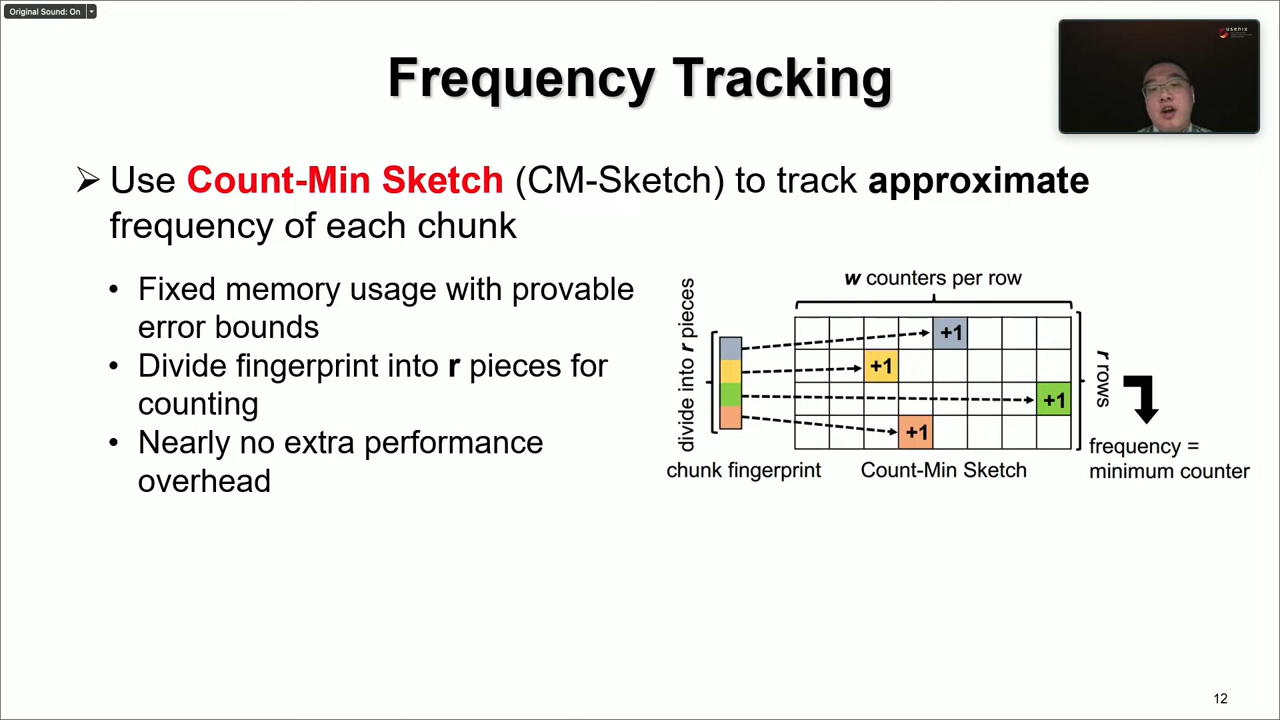 Original Sound: On
usenix
Frequency Tracking
➢ Use Count-Min Sketch (CM-Sketch) to track approximate
frequency of each chunk
• Fixed memory usage with provable
error bounds
• Divide fingerprint into r pieces for
counting
• Nearly no extra performance
overhead
w counters per row
divide into r pieces
+1
+1
+1
+1
r rows
chunk fingerprint
Count-Min Sketch
frequency =
minimum counter
12